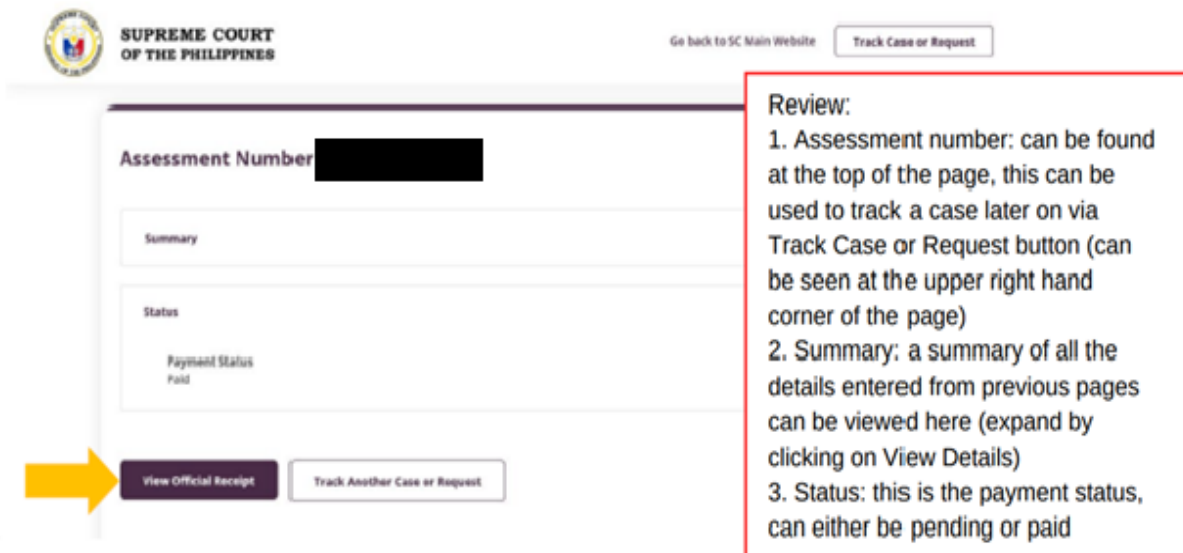 SUPREME COURT
OF THE PHILIPPINES
Go back to SC Main Website
Track Case or Request
Assessment Number
Summary
Status
Payment Status
Paid
View Official Receipt
Track Another Case or Request
Review:
1. Assessment number: can be found
at the top of the page, this can be
used to track a case later on via
Track Case or Request button (can
be seen at the upper right hand
corner of the page)
2. Summary: a summary of all the
details entered from previous pages
can be viewed here (expand by
clicking on View Details)
3. Status: this is the payment status,
can either be pending or paid